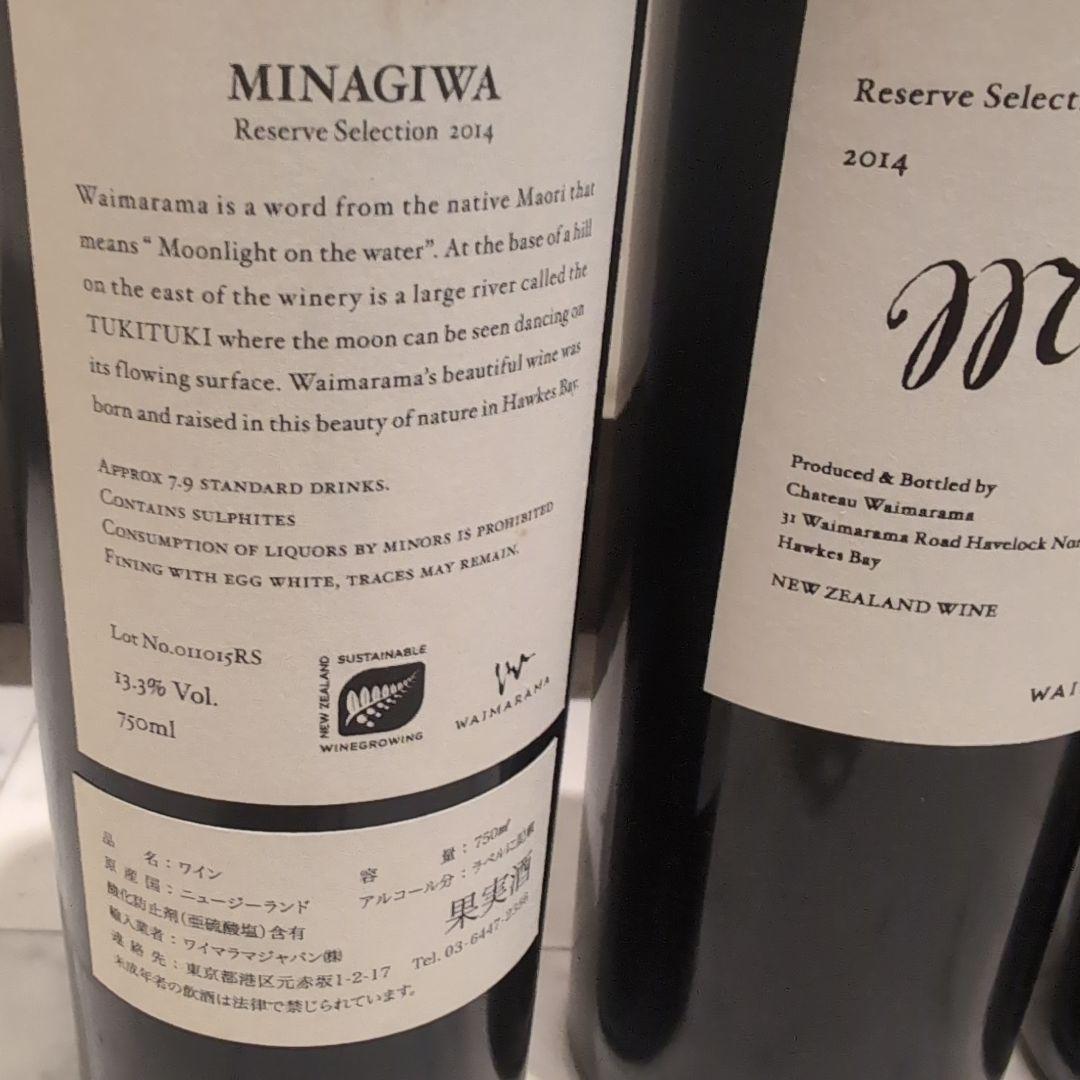 MINAGIWA
Reserve Selection 2014
Waimarama is a word from the native Maori that
means “ Moonlight on the water”. At the base of a hill
on the east of the winery is a large river called the
TUKITUKI where the moon can be seen dancing on
its flowing surface. Waimarama’s beautiful wine was
born and raised in this beauty of nature in Hawkes Bay.
APPROX 7-9 STANDARD DRINKS.
CONTAINS SULPHITES
CONSUMPTION OF LIQUORS BY MINORS IS PROHIBITED
FINING WITH EGG WHITE, TRACES MAY REMAIN.
Lot No.011015RS
13.3% Vol.
750ml
NEW ZEALAND
SUSTAINABLE
WINEGROWING
WAIMARAMA
品 名：ワイン
容 量：750㎖
原 産 国：ニュージーランド
アルコール分：ラベルに記載
酸化防止剤(亜硫酸塩)含有
果実酒
輸入業者：ワイマラマジャパン㈱
連 絡 先：東京都港区元赤坂1-2-17
Tel. 03-6447-2388
未成年者の飲酒は法律で禁じられています。
Reserve Select
2014
M
Produced & Bottled by
Chateau Waimarama
31 Waimarama Road Havelock Nor
Hawkes Bay
NEW ZEALAND WINE
WAI